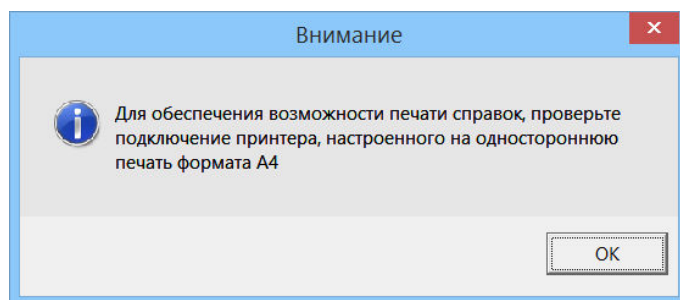 Внимание
Для обеспечения возможности печати справок, проверьте
подключение принтера, настроенного на одностороннюю
печать формата А4
OK